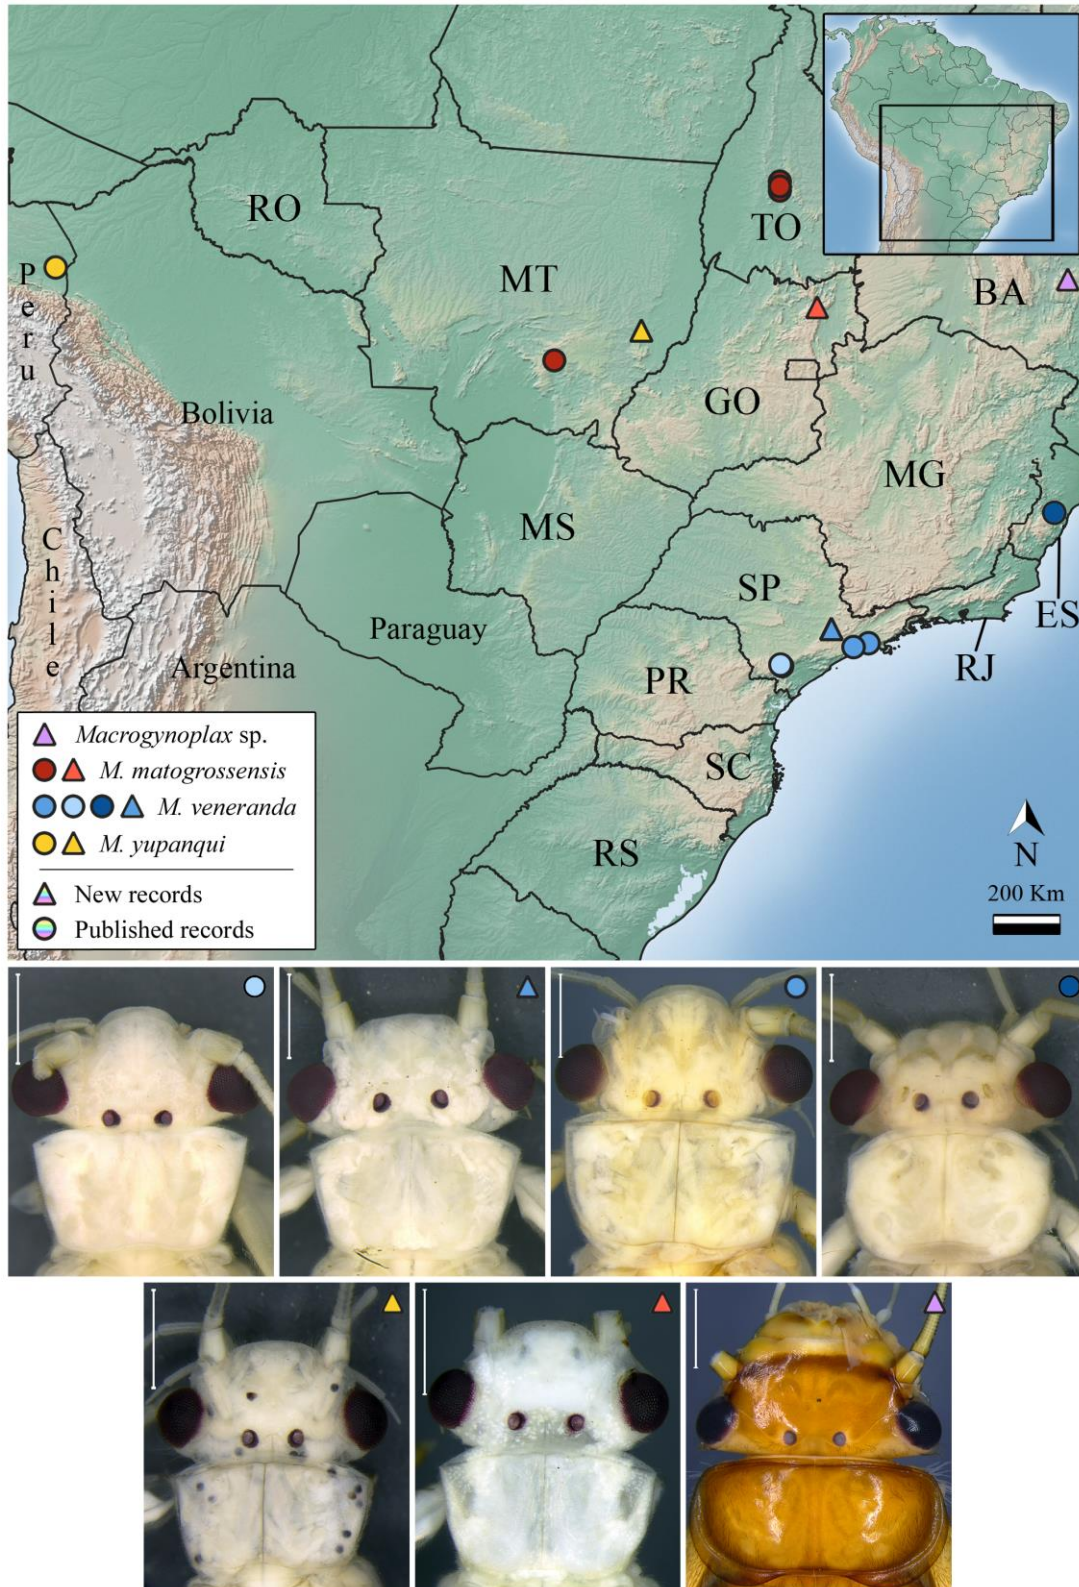 RO
TO
MT
BA
Peru
Bolivia
GO
MG
MS
Chile
SP
ES
Paraguay
Argentina
PR
RJ
SC
RS
Macrogynoplax sp.
M. matogrossensis
M. veneranda
M. yupanqui
New records
Published records
N
200 Km